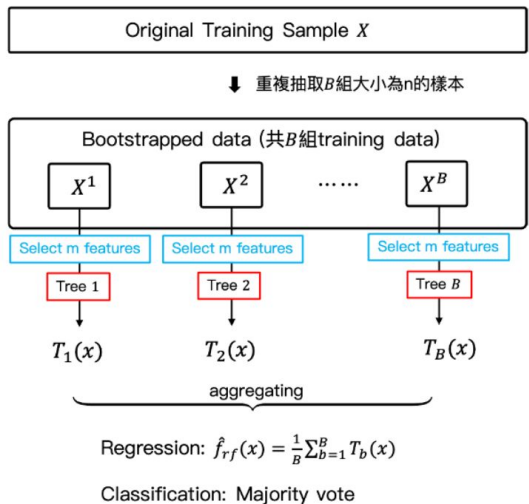 Original Training Sample X
⬇ 重複抽取B組大小為n的樣本
Bootstrapped data (共B組training data)
X¹ X² …… Xᴮ
Select m features Select m features Select m features
Tree 1 Tree 2 Tree B
T₁(x) T₂(x) T_B(x)
aggregating
Regression: f̂_rf(x) = 1/B ∑_{b=1}^{B} T_b(x)
Classification: Majority vote